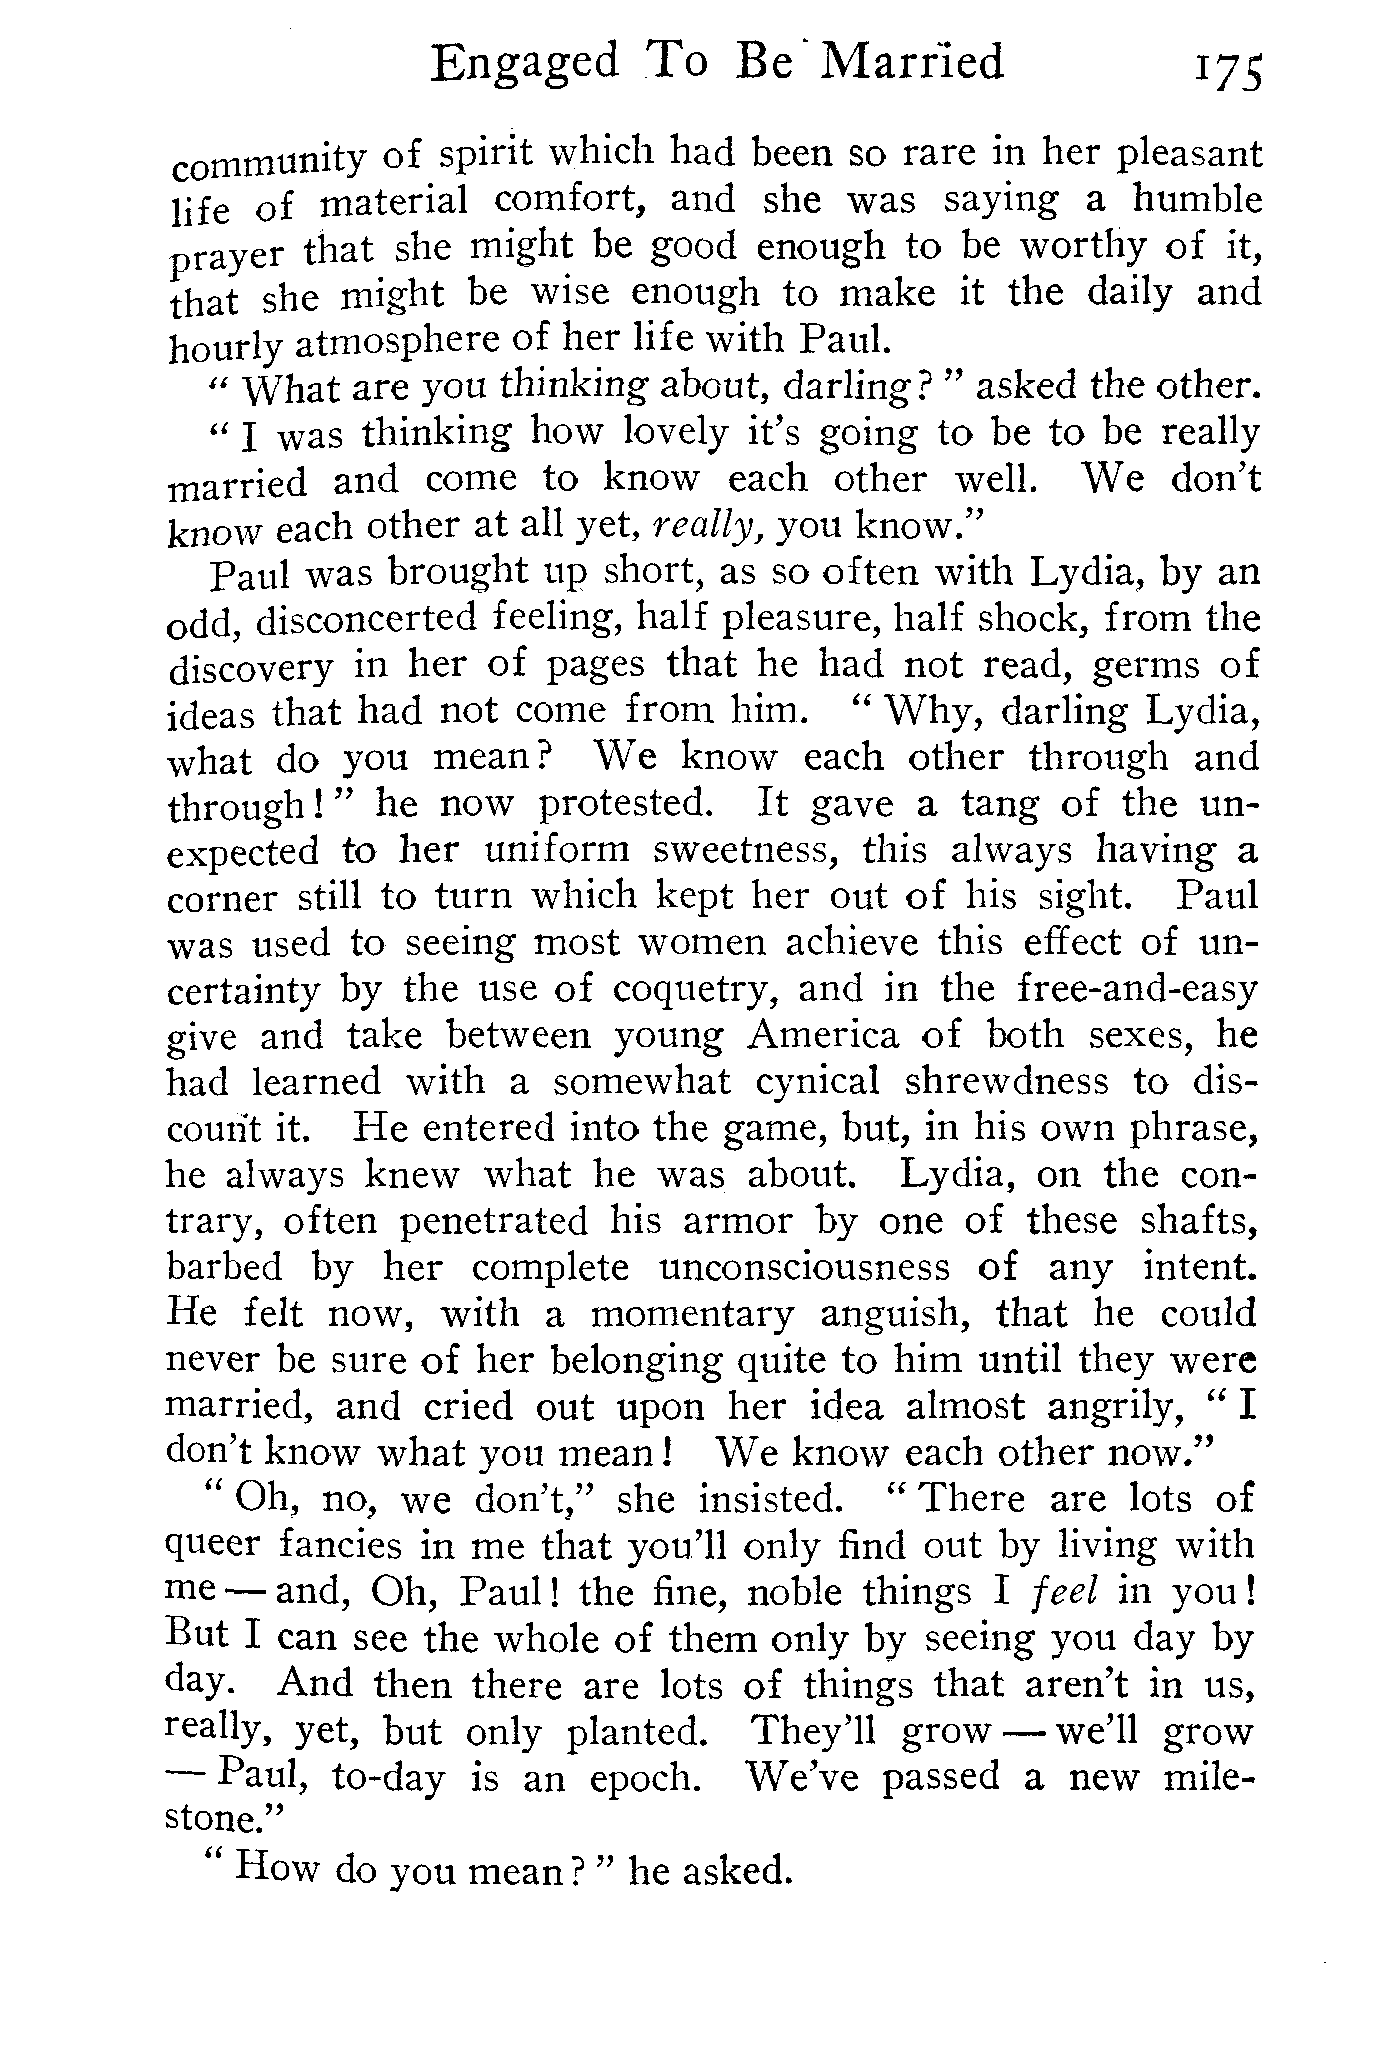 Engaged To Be Married 175
community of spirit which had been so rare in her pleasant
life of material comfort, and she was saying a humble
prayer that she might be good enough to be worthy of it,
that she might be wise enough to make it the daily and
hourly atmosphere of her life with Paul.
" What are you thinking about, darling? " asked the other.
" I was thinking how lovely it's going to be to be really
married and come to know each other well. We don't
know each other at all yet, really, you know."
Paul was brought up short, as so often with Lydia, by an
odd, disconcerted feeling, half pleasure, half shock, from the
discovery in her of pages that he had not read, germs of
ideas that had not come from him. " Why, darling Lydia,
what do you mean? We know each other through and
through! " he now protested. It gave a tang of the un-
expected to her uniform sweetness, this always having a
corner still to turn which kept her out of his sight. Paul
was used to seeing most women achieve this effect of un-
certainty by the use of coquetry, and in the free-and-easy
give and take between young America of both sexes, he
had learned with a somewhat cynical shrewdness to dis-
count it. He entered into the game, but, in his own phrase,
he always knew what he was about. Lydia, on the con-
trary, often penetrated his armor by one of these shafts,
barbed by her complete unconsciousness of any intent.
He felt now, with a momentary anguish, that he could
never be sure of her belonging quite to him until they were
married, and cried out upon her idea almost angrily, " I
don't know what you mean! We know each other now."
" Oh, no, we don't," she insisted. " There are lots of
queer fancies in me that you'll only find out by living with
me — and, Oh, Paul! the fine, noble things I feel in you!
But I can see the whole of them only by seeing you day by
day. And then there are lots of things that aren't in us,
really, yet, but only planted. They'll grow — we'll grow
— Paul, to-day is an epoch. We've passed a new mile-
stone."
" How do you mean? " he asked.